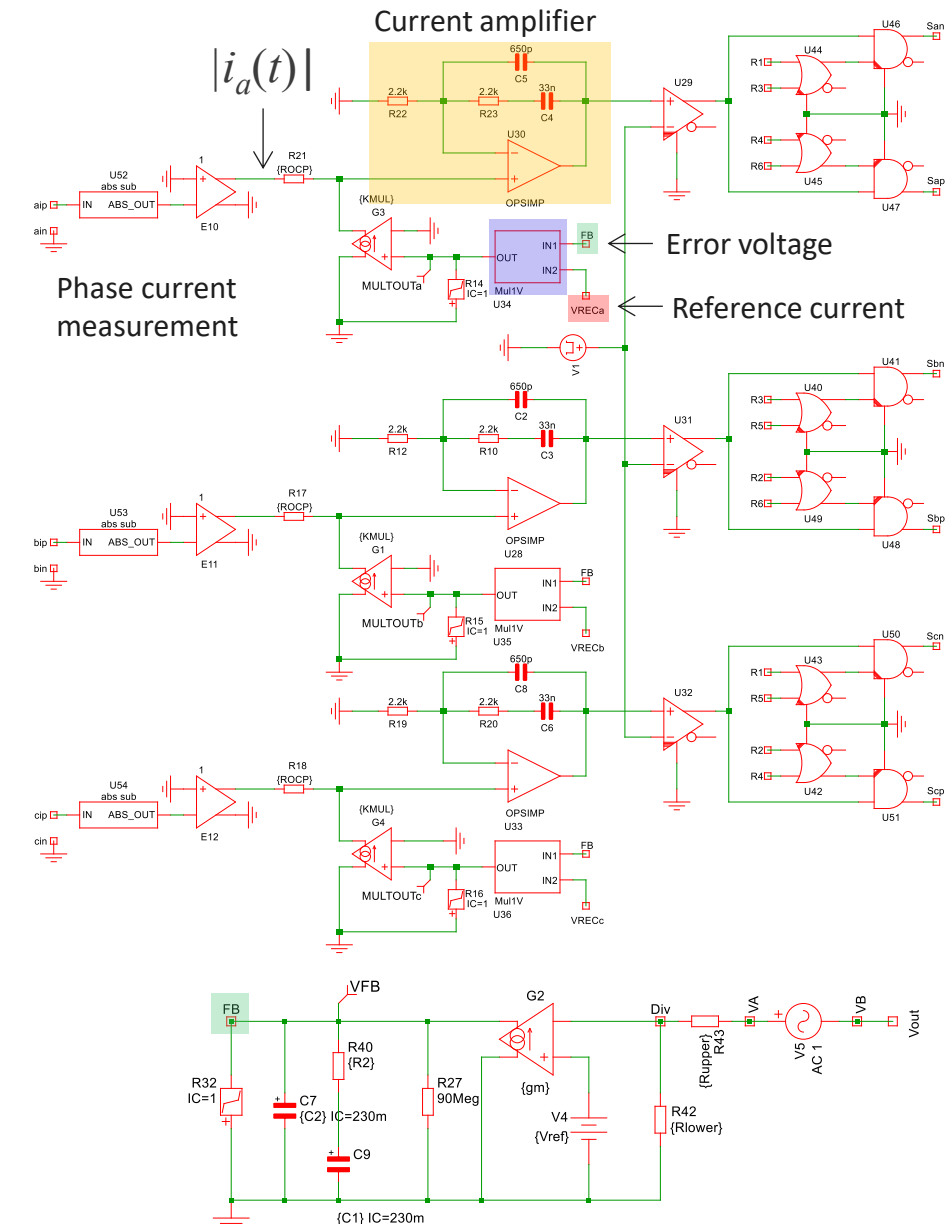 Current amplifier
|i_a(t)|
650p
C5
2.2k
R22
2.2k
R23
33n
C4
U30
OPSIMP
U29
U46
San
U44
R1
R3
R4
R6
U45
Sap
U47
U52
abs sub
aip
IN
ABS_OUT
ain
1
E10
R21
{ROCP}
{KMUL}
G3
MULTOUTa
R14
IC=1
OUT
IN1
IN2
Mul1V
U34
FB
VRECa
Error voltage
Reference current
Phase current
measurement
V1
650p
C2
2.2k
R12
2.2k
R10
33n
C3
OPSIMP
U28
U31
U41
Sbn
U40
R3
R5
R2
R6
U49
Sbp
U48
U53
abs sub
bip
IN
ABS_OUT
bin
1
E11
R17
{ROCP}
{KMUL}
G1
MULTOUTb
R15
IC=1
OUT
IN1
IN2
Mul1V
U35
FB
VRECb
650p
C8
2.2k
R19
2.2k
R20
33n
C6
OPSIMP
U33
U32
U50
Scn
U43
R1
R5
R2
R4
U42
Scp
U51
U54
abs sub
cip
IN
ABS_OUT
cin
1
E12
R18
{ROCP}
{KMUL}
G4
MULTOUTc
R16
IC=1
OUT
IN1
IN2
Mul1V
U36
FB
VRECc
FB
VFB
G2
{gm}
Div
R43
{Rupper}
VA
V5
AC 1
VB
Vout
R32
IC=1
C7
{C2} IC=230m
R40
{R2}
C9
{C1} IC=230m
R27
90Meg
V4
{Vref}
R42
{Rlower}